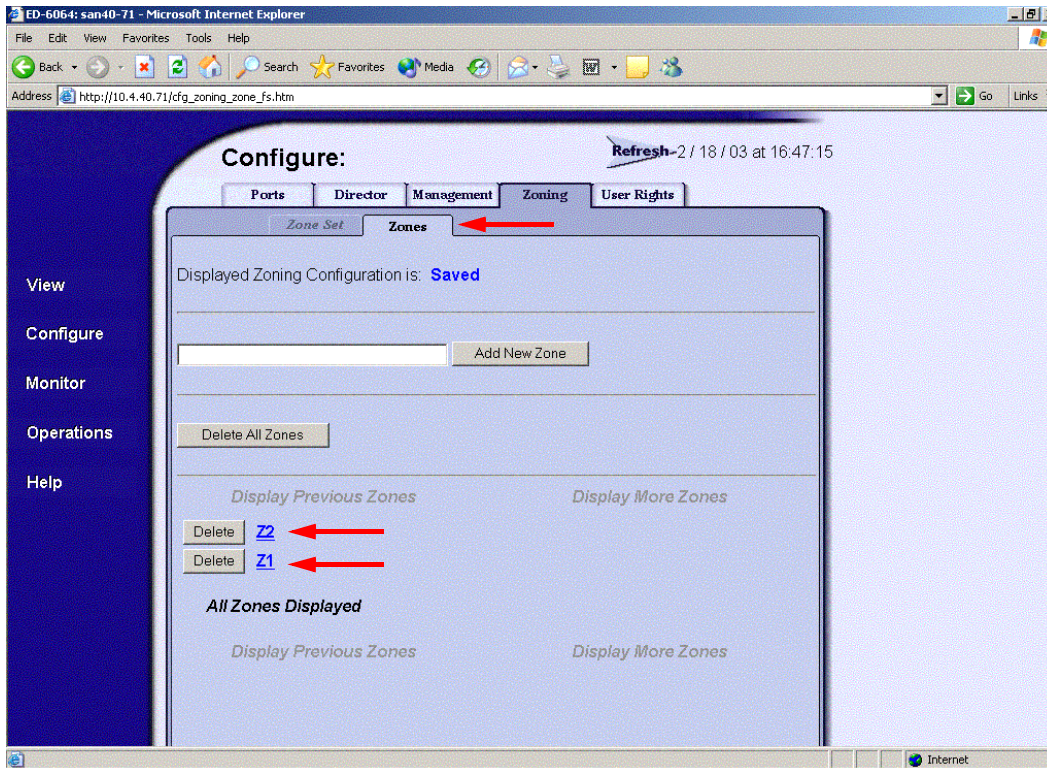 ED-6064: san40-71 - Microsoft Internet Explorer
File Edit View Favorites Tools Help
Back Search Favorites Media
Address http://10.4.40.71/cfg_zoning_zone_fs.htm Go Links
Configure:
Refresh-2 / 18 / 03 at 16:47:15
Ports Director Management Zoning User Rights
Zone Set Zones
View
Configure
Monitor
Operations
Help
Displayed Zoning Configuration is: Saved
Add New Zone
Delete All Zones
Display Previous Zones Display More Zones
Delete Z2
Delete Z1
All Zones Displayed
Display Previous Zones Display More Zones
Internet